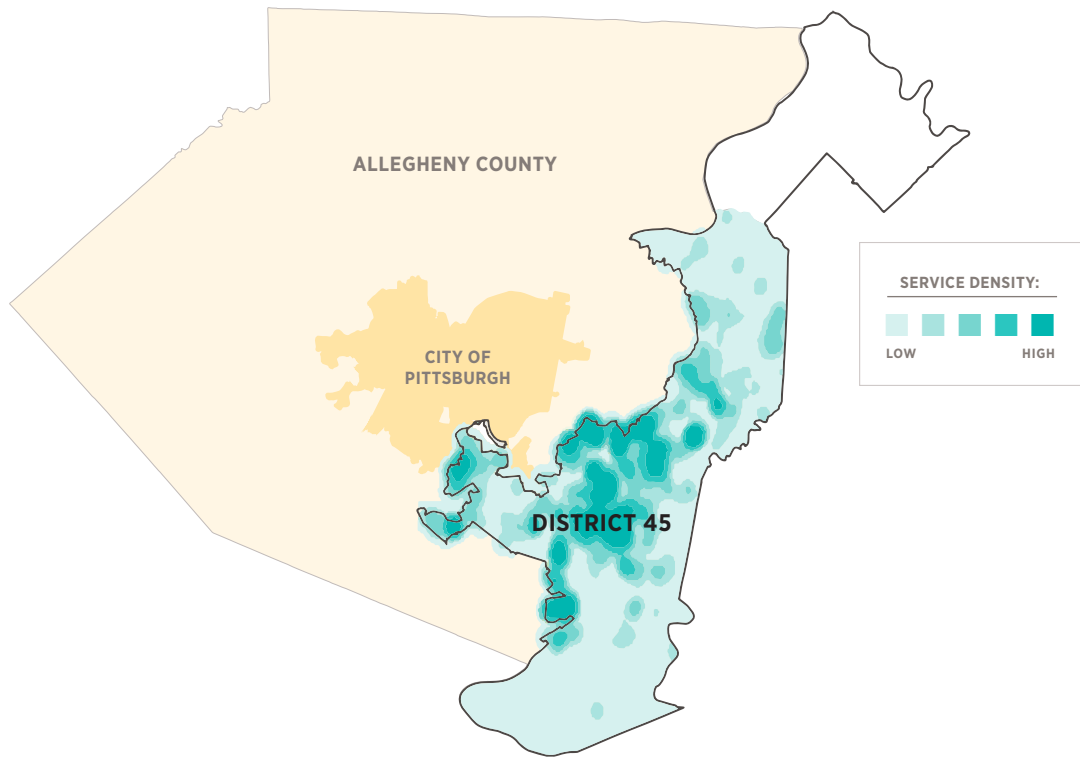 ALLEGHENY COUNTY
CITY OF
PITTSBURGH
DISTRICT 45
SERVICE DENSITY:
LOW
HIGH